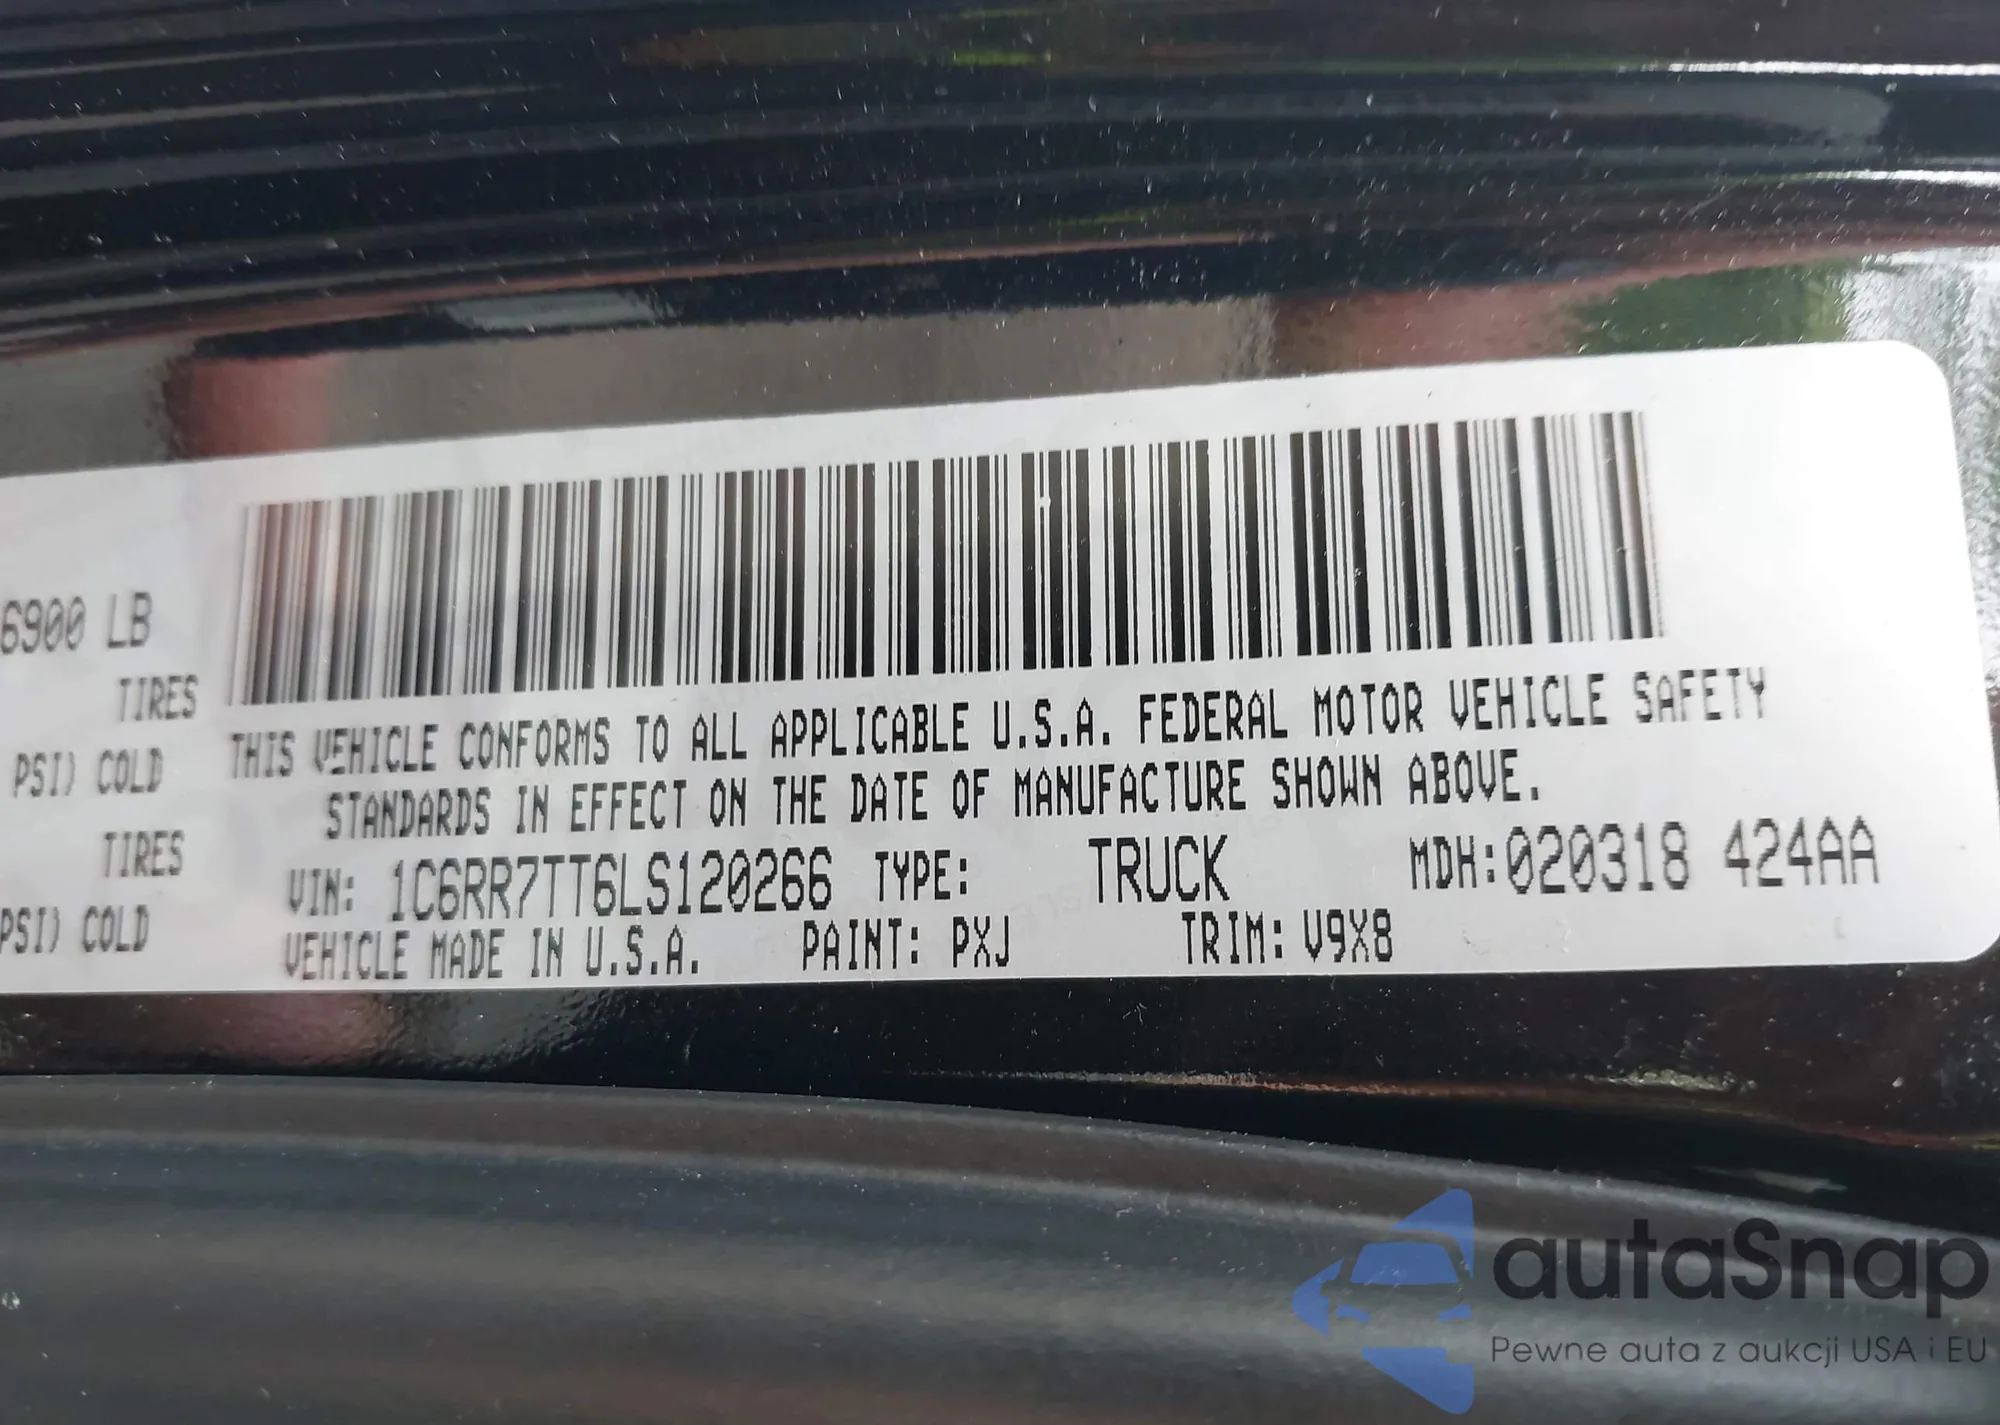 6900 LB
TIRES
PSI) COLD
TIRES
PSI) COLD
THIS VEHICLE CONFORMS TO ALL APPLICABLE U.S.A. FEDERAL MOTOR VEHICLE SAFETY
STANDARDS IN EFFECT ON THE DATE OF MANUFACTURE SHOWN ABOVE.
VIN: 1C6RR7TT6LS120266 TYPE: TRUCK MDH:020318 424AA
VEHICLE MADE IN U.S.A. PAINT: PXJ TRIM: V9X8
autaSnap
Pewne auta z aukcji USA i EU